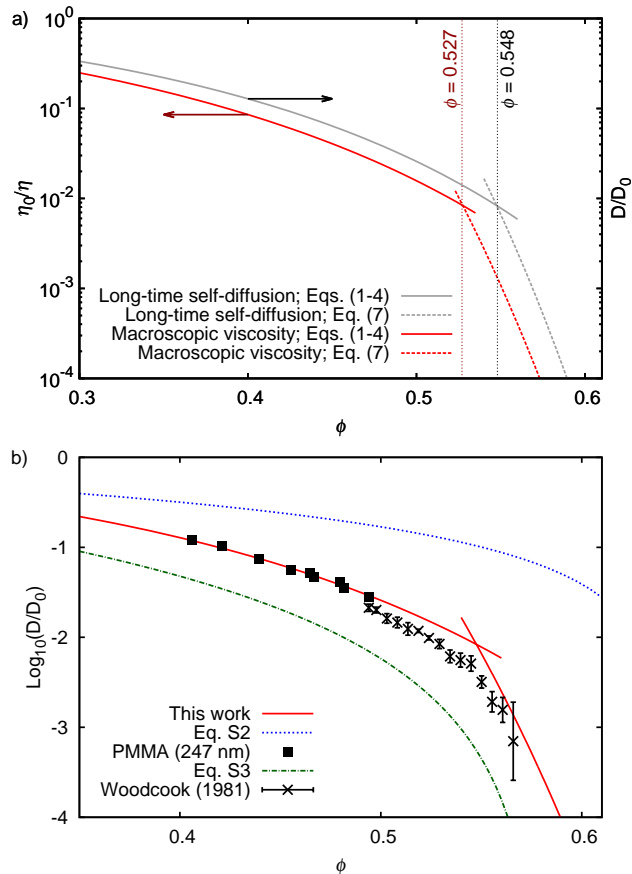 a)
10^0
10^-1
10^-2
10^-3
10^-4
η0/η
D/D0
ϕ = 0.527
ϕ = 0.548
Long-time self-diffusion; Eqs. (1-4)
Long-time self-diffusion; Eq. (7)
Macroscopic viscosity; Eqs. (1-4)
Macroscopic viscosity; Eq. (7)
0.3 0.4 0.5 0.6
ϕ
b)
0
-1
-2
-3
-4
Log10(D/D0)
This work
Eq. S2
PMMA (247 nm)
Eq. S3
Woodcook (1981)
0.4 0.5 0.6
ϕ